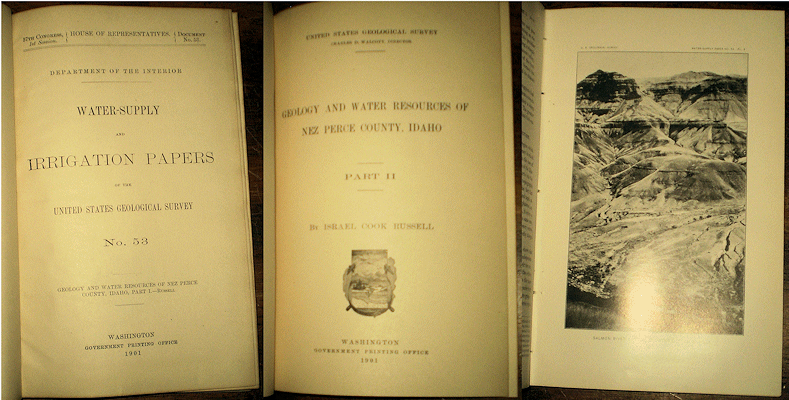 57TH CONGRESS, 1st Session. HOUSE OF REPRESENTATIVES. DOCUMENT No. 55.
DEPARTMENT OF THE INTERIOR
WATER-SUPPLY
AND
IRRIGATION PAPERS
OF THE
UNITED STATES GEOLOGICAL SURVEY
No. 53
GEOLOGY AND WATER RESOURCES OF NEZ PERCE
COUNTY, IDAHO, PART I.—RUSSELL
WASHINGTON
GOVERNMENT PRINTING OFFICE
1901
UNITED STATES GEOLOGICAL SURVEY
CHARLES D. WALCOTT, DIRECTOR
GEOLOGY AND WATER RESOURCES OF
NEZ PERCE COUNTY, IDAHO
PART II
BY ISRAEL COOK RUSSELL
WASHINGTON
GOVERNMENT PRINTING OFFICE
1901
U. S. GEOLOGICAL SURVEY